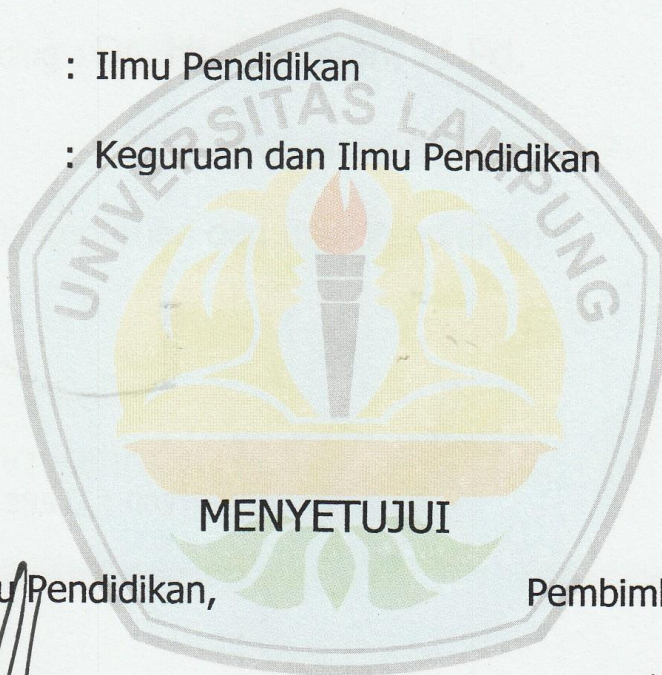 : Ilmu Pendidikan
UNIVERSITAS LAMPUNG
: Keguruan dan Ilmu Pendidikan
MENYETUJUI
Pendidikan,